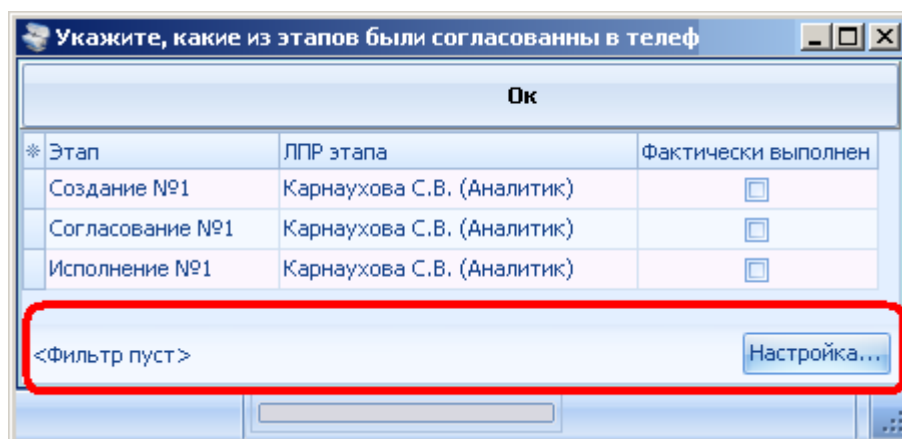 Укажите, какие из этапов были согласованны в телеф
Ок
* Этап ЛПР этапа Фактически выполнен
Создание №1 Карнаухова С.В. (Аналитик)
Согласование №1 Карнаухова С.В. (Аналитик)
Исполнение №1 Карнаухова С.В. (Аналитик)
<Фильтр пуст> Настройка...